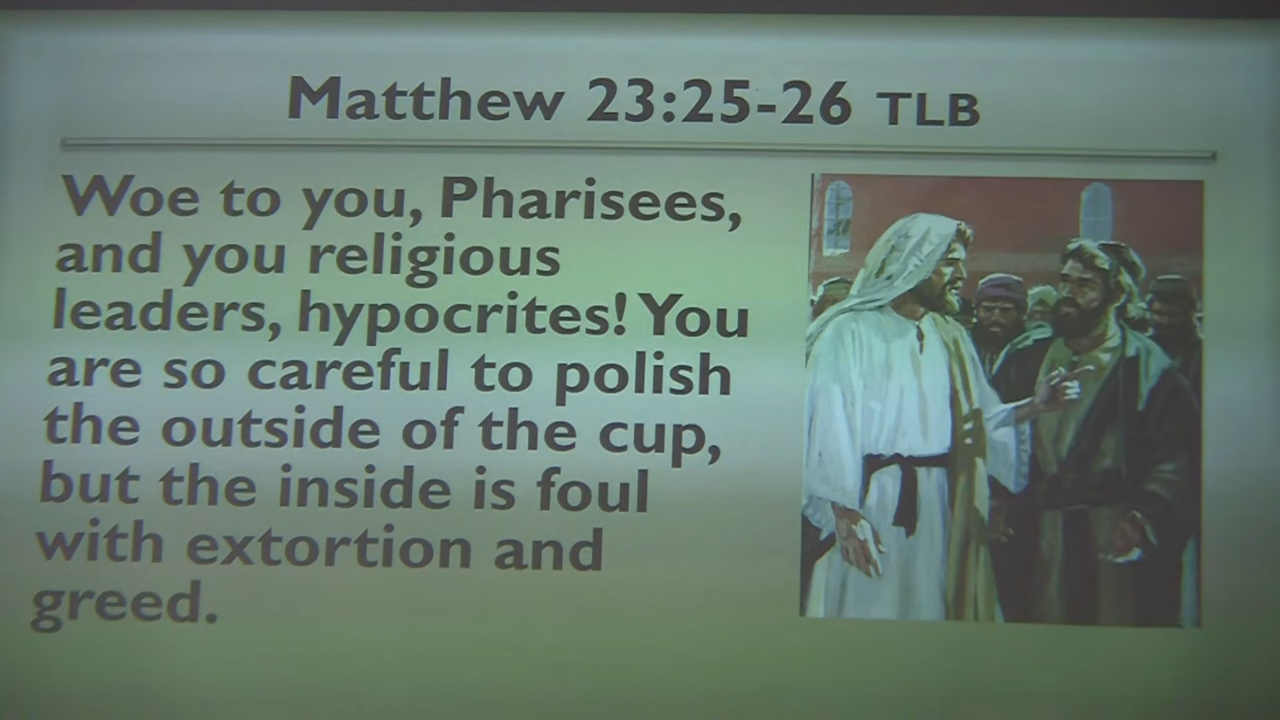 Matthew 23:25-26 TLB
Woe to you, Pharisees,
and you religious
leaders, hypocrites! You
are so careful to polish
the outside of the cup,
but the inside is foul
with extortion and
greed.